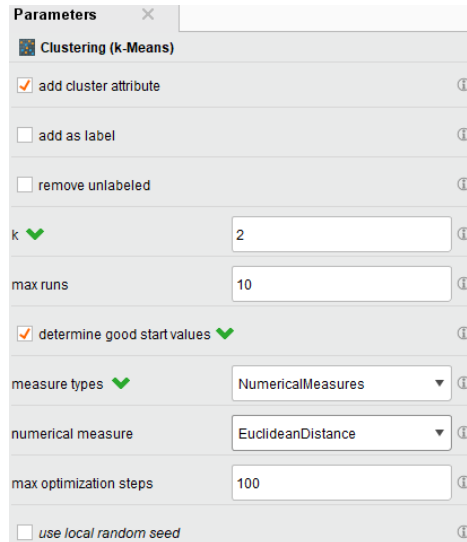 Parameters ×
Clustering (k-Means)
add cluster attribute
add as label
remove unlabeled
k 2
max runs 10
determine good start values
measure types NumericalMeasures
numerical measure EuclideanDistance
max optimization steps 100
use local random seed